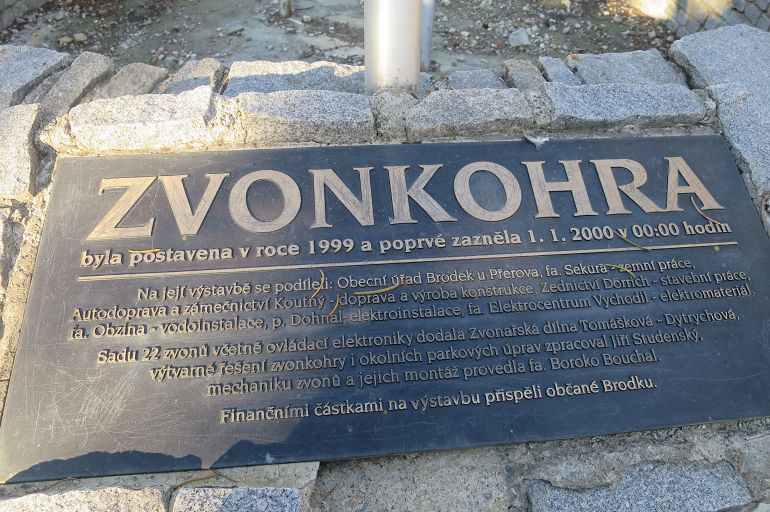 ZVONKOHRA
byla postavena v roce 1999 a poprvé zazněla 1. 1. 2000 v 00:00 hodin
Na její výstavbě se podíleli: Obecní úřad Brodek u Přerova, fa. Sekura - zemní práce,
Autodoprava a zámečnictví Koutný - doprava a výroba konstrukce, Zednictví Dörrich - stavební práce,
fa. Obzina - vodoinstalace, p. Dohnal - elektroinstalace, fa. Elektrocentrum Vychodil - elektromateriál.
Sadu 22 zvonů včetně ovládací elektroniky dodala Zvonařská dílna Tomášková - Dytrychová,
výtvarné řešení zvonkohry i okolních parkových úprav zpracoval Jiří Studenský,
mechaniku zvonů a jejich montáž provedla fa. Boroko Bouchal.
Finančními částkami na výstavbu přispěli občané Brodku.